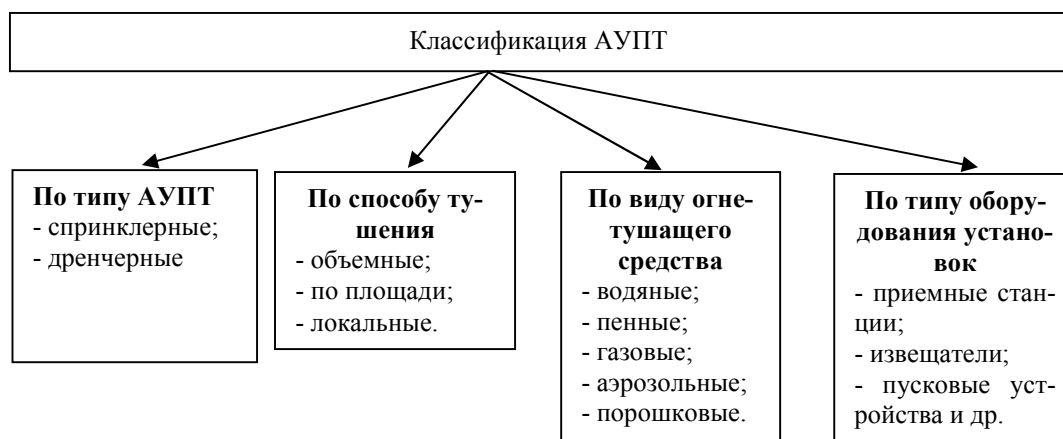 Классификация АУПТ
По типу АУПТ
- спринклерные;
- дренчерные
По способу ту-
шения
- объемные;
- по площади;
- локальные.
По виду огне-
тушащего
средства
- водяные;
- пенные;
- газовые;
- аэрозольные;
- порошковые.
По типу обору-
дования устано-
вок
- приемные стан-
ции;
- извещатели;
- пусковые уст-
ройства и др.